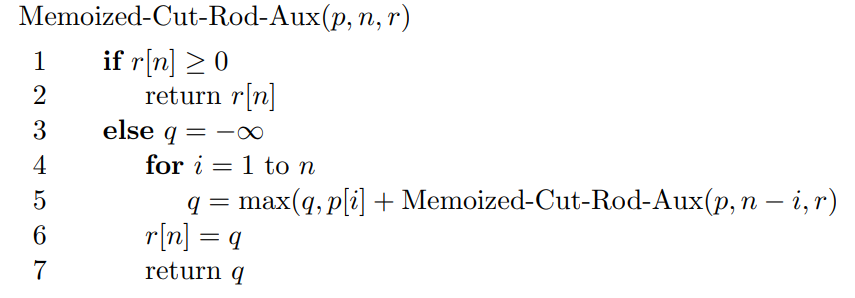 Memoized-Cut-Rod-Aux(p, n, r)
1 if r[n] ≥ 0
2 return r[n]
3 else q = −∞
4 for i = 1 to n
5 q = max(q, p[i] + Memoized-Cut-Rod-Aux(p, n − i, r)
6 r[n] = q
7 return q